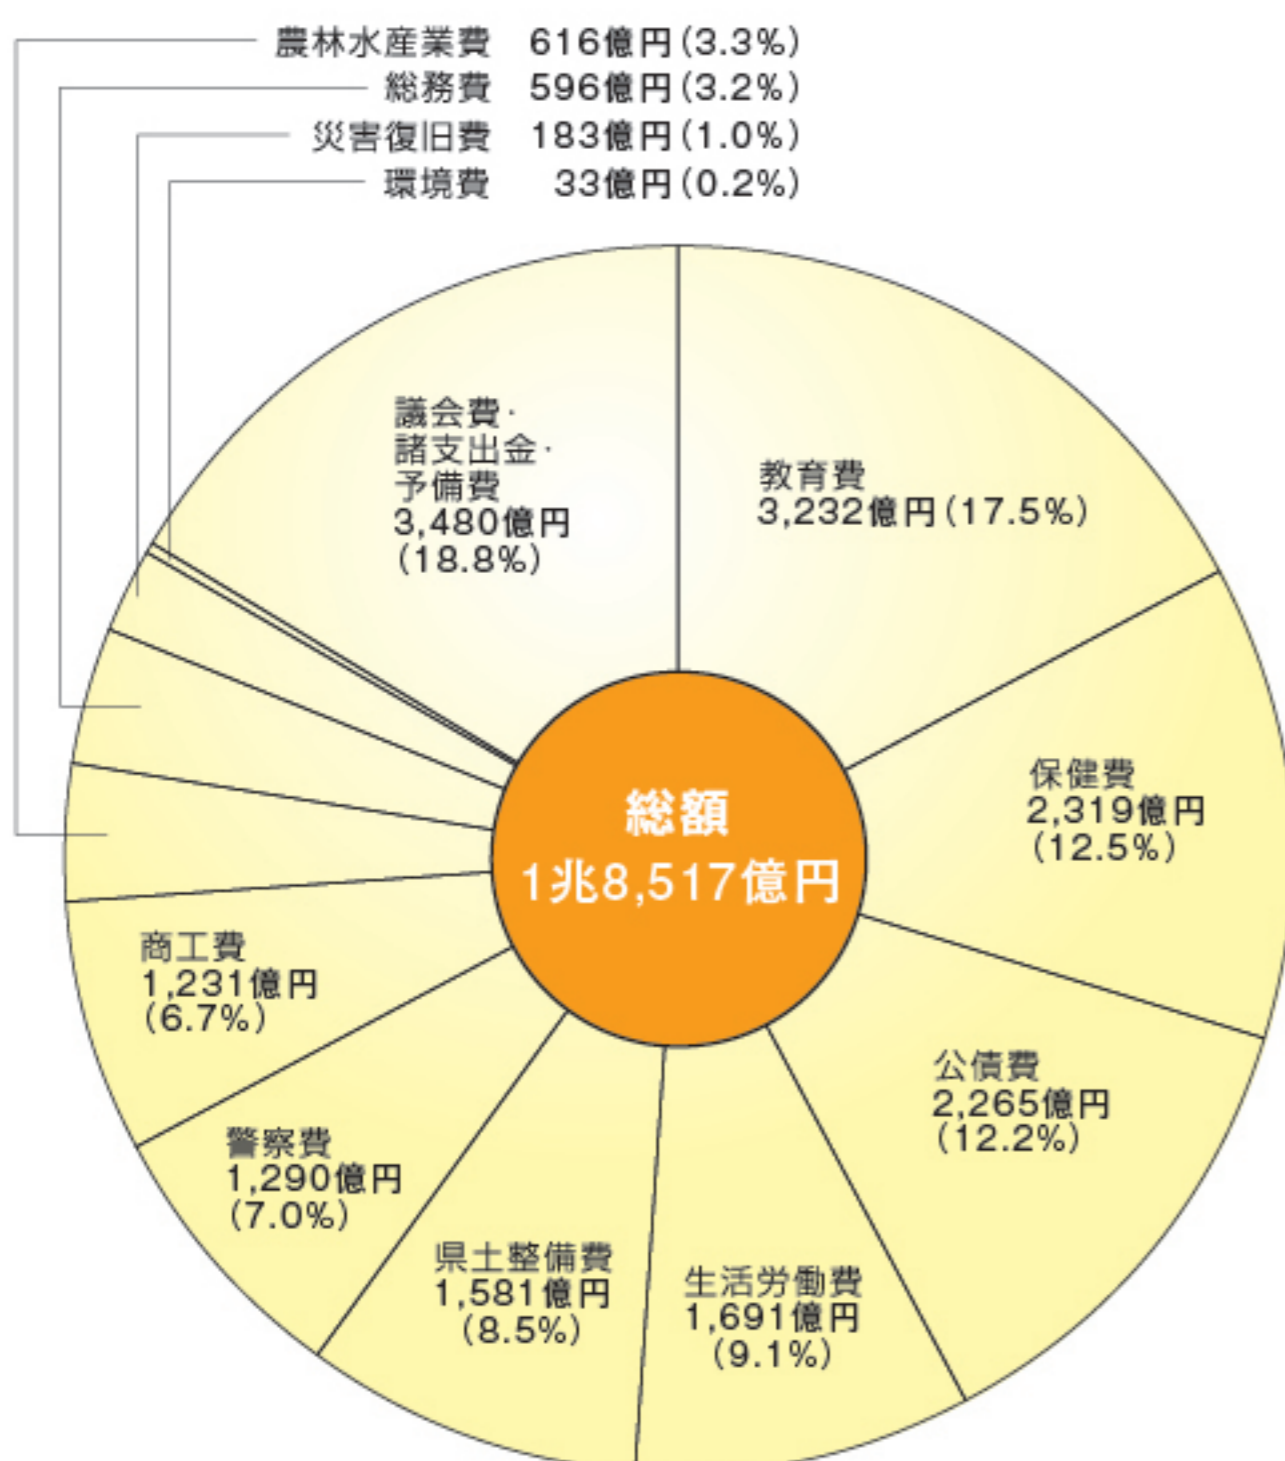 農林水産業費 616億円(3.3%)
総務費 596億円(3.2%)
災害復旧費 183億円(1.0%)
環境費 33億円(0.2%)
議会費・
諸支出金・
予備費
3,480億円
(18.8%)
教育費
3,232億円(17.5%)
保健費
2,319億円
(12.5%)
総額
1兆8,517億円
商工費
1,231億円
(6.7%)
公債費
2,265億円
(12.2%)
警察費
1,290億円
(7.0%)
県土整備費
1,581億円
(8.5%)
生活労働費
1,691億円
(9.1%)